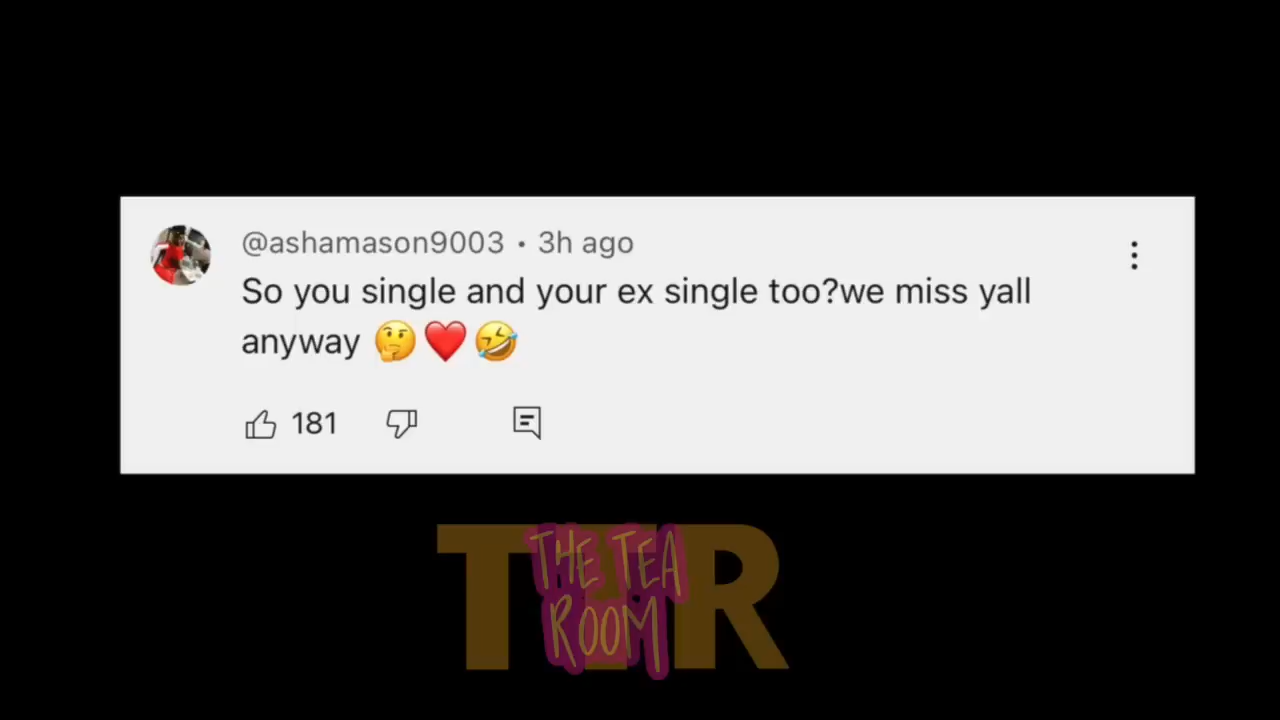 @ashamason9003 • 3h ago
So you single and your ex single too?we miss yall
anyway 🤔❤️🤣
181
THE TEA
ROOM
TTR